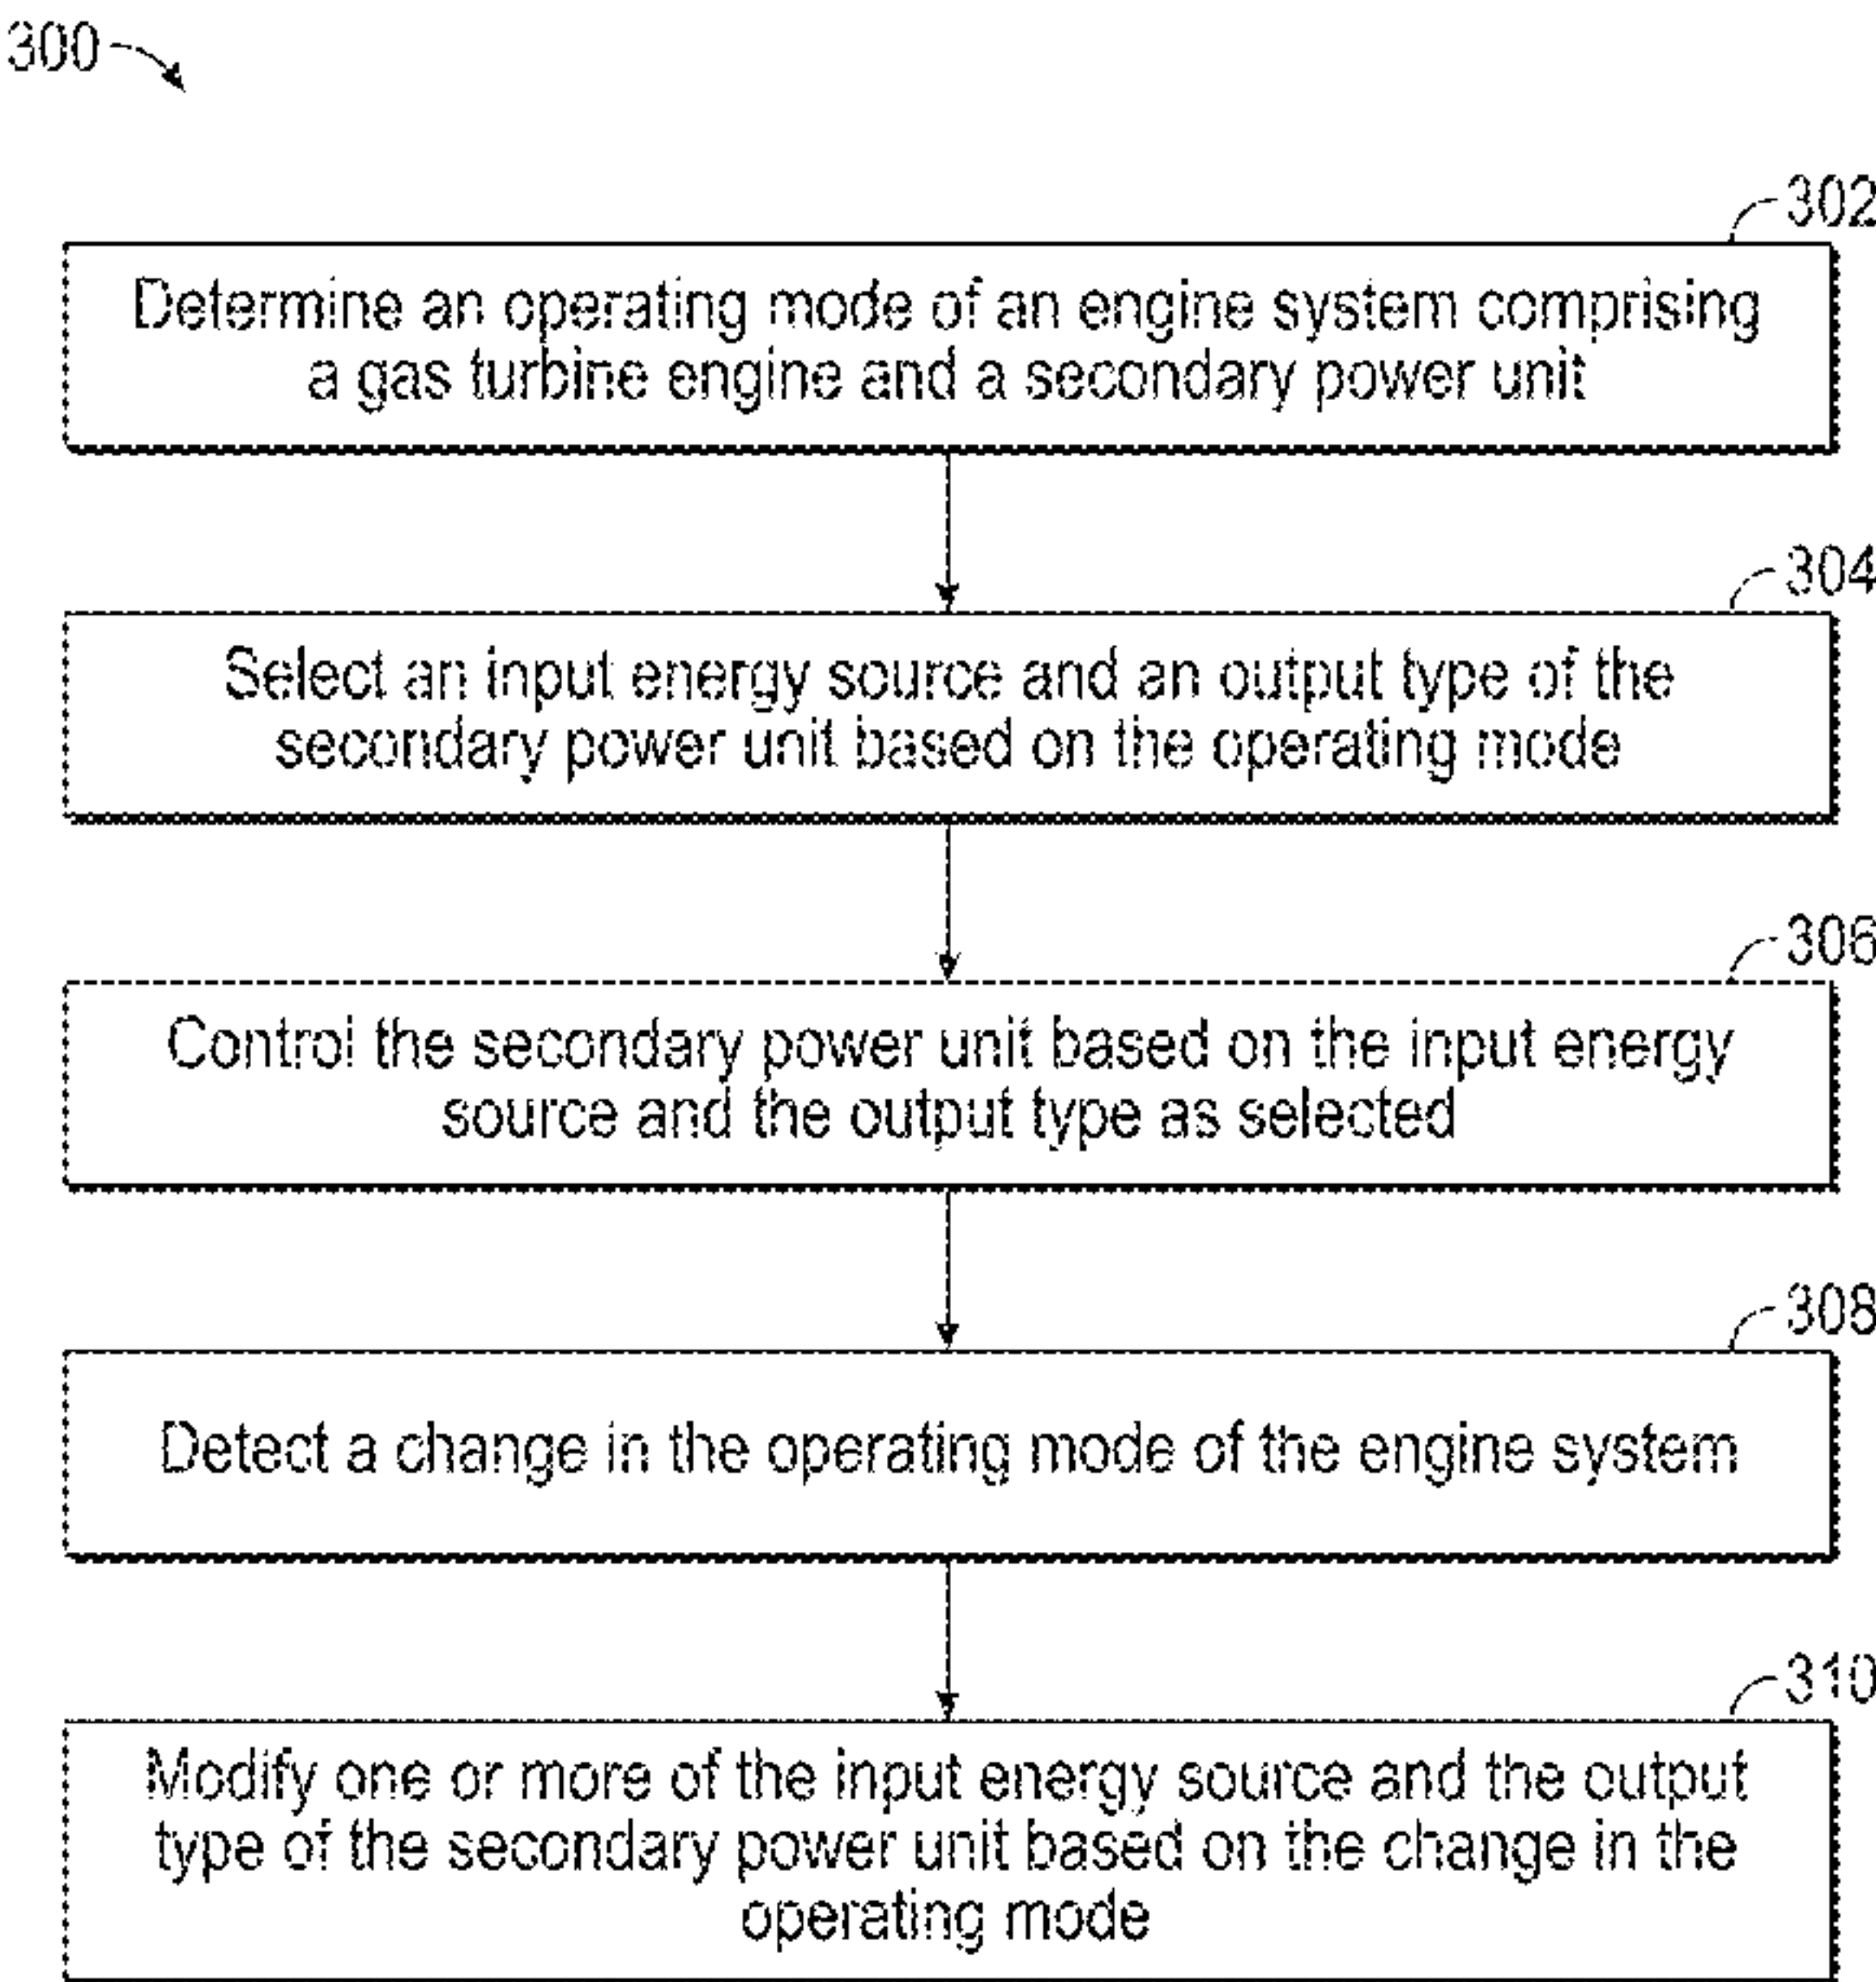 300
302
Determine an operating mode of an engine system comprising
a gas turbine engine and a secondary power unit
304
Select an input energy source and an output type of the
secondary power unit based on the operating mode
306
Control the secondary power unit based on the input energy
source and the output type as selected
308
Detect a change in the operating mode of the engine system
310
Modify one or more of the input energy source and the output
type of the secondary power unit based on the change in the
operating mode